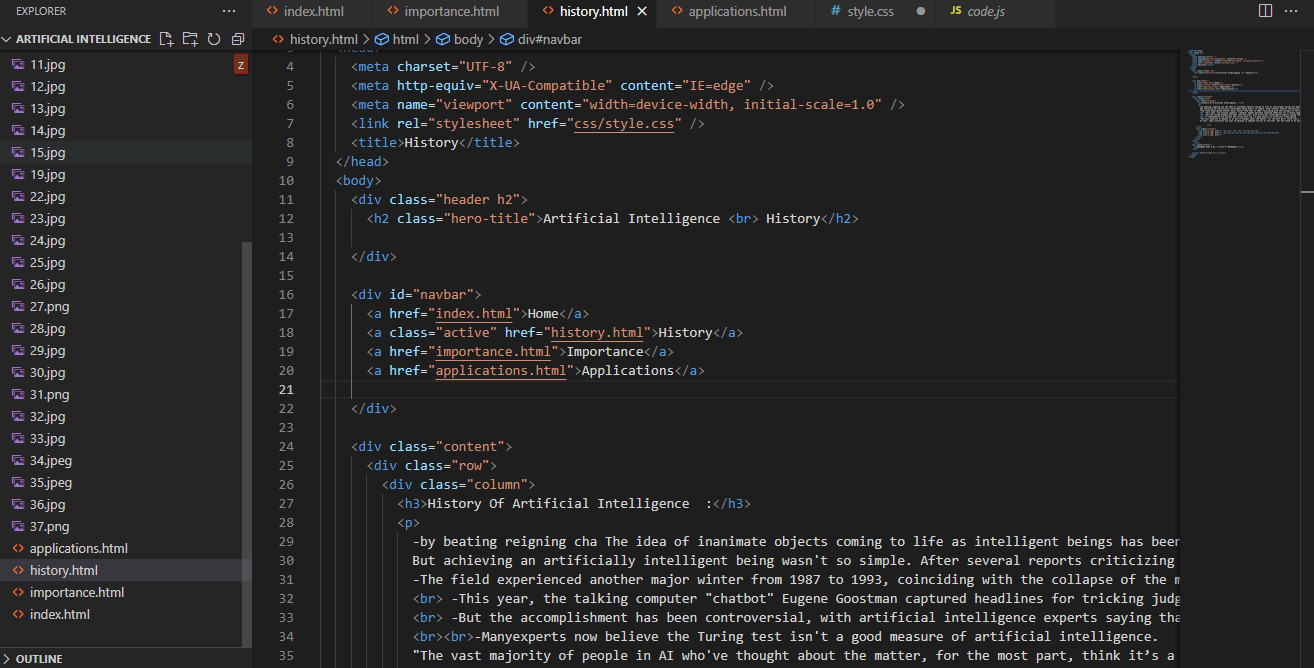 EXPLORER ...
index.html importance.html history.html applications.html # style.css JS code.js ...
ARTIFICIAL INTELLIGENCE
history.html > html > body > div#navbar
11.jpg
Z
12.jpg
13.jpg
14.jpg
15.jpg
19.jpg
22.jpg
23.jpg
24.jpg
25.jpg
26.jpg
27.png
28.jpg
29.jpg
30.jpg
31.png
32.jpg
33.jpg
34.jpeg
35.jpeg
36.jpg
37.png
applications.html
history.html
importance.html
index.html
OUTLINE
4 <meta charset="UTF-8" />
5 <meta http-equiv="X-UA-Compatible" content="IE=edge" />
6 <meta name="viewport" content="width=device-width, initial-scale=1.0" />
7 <link rel="stylesheet" href="css/style.css" />
8 <title>History</title>
9 </head>
10 <body>
11 <div class="header h2">
12 <h2 class="hero-title">Artificial Intelligence <br> History</h2>
13
14 </div>
15
16 <div id="navbar">
17 <a href="index.html">Home</a>
18 <a class="active" href="history.html">History</a>
19 <a href="importance.html">Importance</a>
20 <a href="applications.html">Applications</a>
21
22 </div>
23
24 <div class="content">
25 <div class="row">
26 <div class="column">
27 <h3>History Of Artificial Intelligence  :</h3>
28 <p>
29 -by beating reigning cha The idea of inanimate objects coming to life as intelligent beings has been
30 But achieving an artificially intelligent being wasn't so simple. After several reports criticizing
31 -The field experienced another major winter from 1987 to 1993, coinciding with the collapse of the
32 <br> -This year, the talking computer "chatbot" Eugene Goostman captured headlines for tricking judg
33 <br> -But the accomplishment has been controversial, with artificial intelligence experts saying tha
34 <br><br>-Manyexperts now believe the Turing test isn't a good measure of artificial intelligence.
35 "The vast majority of people in AI who've thought about the matter, for the most part, think it's a